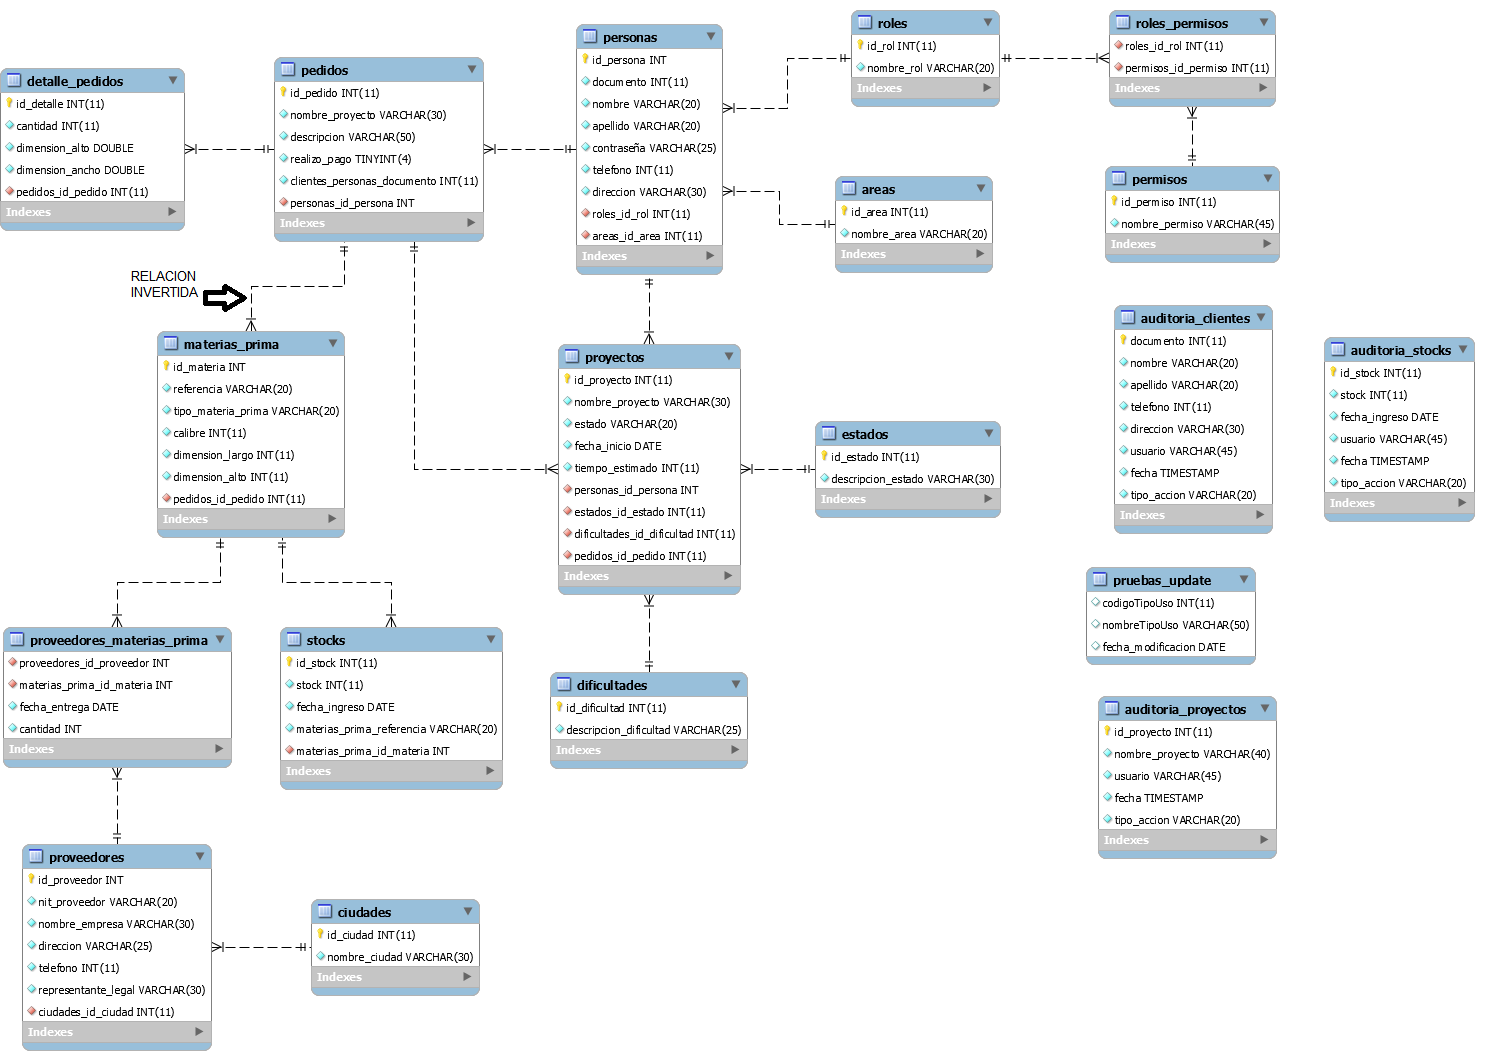 detalle_pedidos
id_detalle INT(11)
cantidad INT(11)
dimension_alto DOUBLE
dimension_ancho DOUBLE
pedidos_id_pedido INT(11)
Indexes
pedidos
id_pedido INT(11)
nombre_proyecto VARCHAR(30)
descripcion VARCHAR(50)
realizo_pago TINYINT(4)
clientes_personas_documento INT(11)
personas_id_persona INT
Indexes
personas
id_persona INT
documento INT(11)
nombre VARCHAR(20)
apellido VARCHAR(20)
contraseña VARCHAR(25)
telefono INT(11)
direccion VARCHAR(30)
roles_id_rol INT(11)
areas_id_area INT(11)
Indexes
roles
id_rol INT(11)
nombre_rol VARCHAR(20)
Indexes
roles_permisos
roles_id_rol INT(11)
permisos_id_permiso INT(11)
Indexes
areas
id_area INT(11)
nombre_area VARCHAR(20)
Indexes
permisos
id_permiso INT(11)
nombre_permiso VARCHAR(45)
Indexes
RELACION
INVERTIDA
materias_prima
id_materia INT
referencia VARCHAR(20)
tipo_materia_prima VARCHAR(20)
calibre INT(11)
dimension_largo INT(11)
dimension_alto INT(11)
pedidos_id_pedido INT(11)
Indexes
proyectos
id_proyecto INT(11)
nombre_proyecto VARCHAR(30)
estado VARCHAR(20)
fecha_inicio DATE
tiempo_estimado INT(11)
personas_id_persona INT
estados_id_estado INT(11)
dificultades_id_dificultad INT(11)
pedidos_id_pedido INT(11)
Indexes
estados
id_estado INT(11)
descripcion_estado VARCHAR(30)
Indexes
auditoria_clientes
documento INT(11)
nombre VARCHAR(20)
apellido VARCHAR(20)
telefono INT(11)
direccion VARCHAR(30)
usuario VARCHAR(45)
fecha TIMESTAMP
tipo_accion VARCHAR(20)
Indexes
auditoria_stocks
id_stock INT(11)
stock INT(11)
fecha_ingreso DATE
usuario VARCHAR(45)
fecha TIMESTAMP
tipo_accion VARCHAR(20)
Indexes
pruebas_update
codigoTipoUso INT(11)
nombreTipoUso VARCHAR(50)
fecha_modificacion DATE
Indexes
proveedores_materias_prima
proveedores_id_proveedor INT
materias_prima_id_materia INT
fecha_entrega DATE
cantidad INT
Indexes
stocks
id_stock INT(11)
stock INT(11)
fecha_ingreso DATE
materias_prima_referencia VARCHAR(20)
materias_prima_id_materia INT
Indexes
dificultades
id_dificultad INT(11)
descripcion_dificultad VARCHAR(25)
Indexes
auditoria_proyectos
id_proyecto INT(11)
nombre_proyecto VARCHAR(40)
usuario VARCHAR(45)
fecha TIMESTAMP
tipo_accion VARCHAR(20)
Indexes
proveedores
id_proveedor INT
nit_proveedor VARCHAR(20)
nombre_empresa VARCHAR(30)
direccion VARCHAR(25)
telefono INT(11)
representante_legal VARCHAR(30)
ciudades_id_ciudad INT(11)
Indexes
ciudades
id_ciudad INT(11)
nombre_ciudad VARCHAR(30)
Indexes